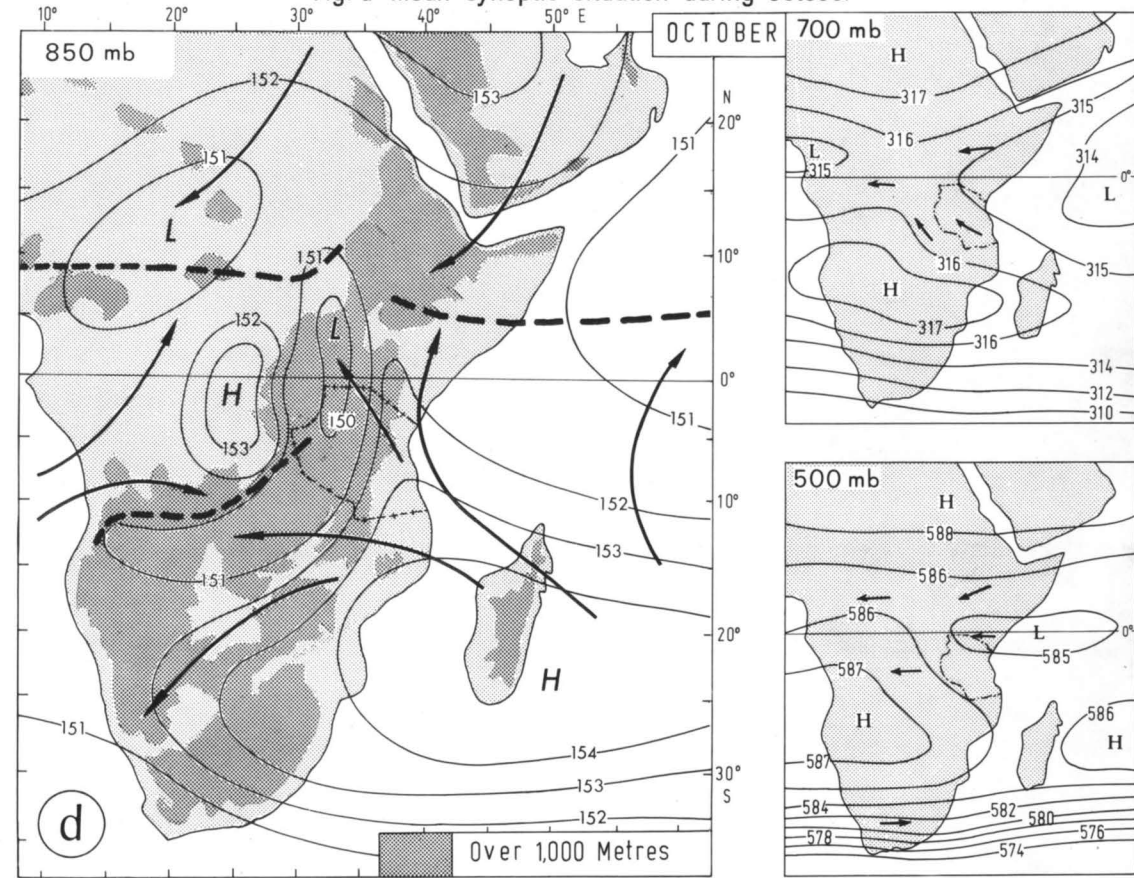 10° 20° 30° 40° 50° E
850 mb
OCTOBER
153
152
N
20°
151
151
L
10°
151
152
L
H
0°
150
151
153
152
10°
153
151
20°
H
151
154
153
30°
S
152
d
Over 1,000 Metres
700 mb
H
317
315
316
L
315
314
0°
L
316
315
H
317
316
314
312
310
500 mb
H
588
586
586
L
0°
585
587
586
H
H
587
584
582
580
578
576
574